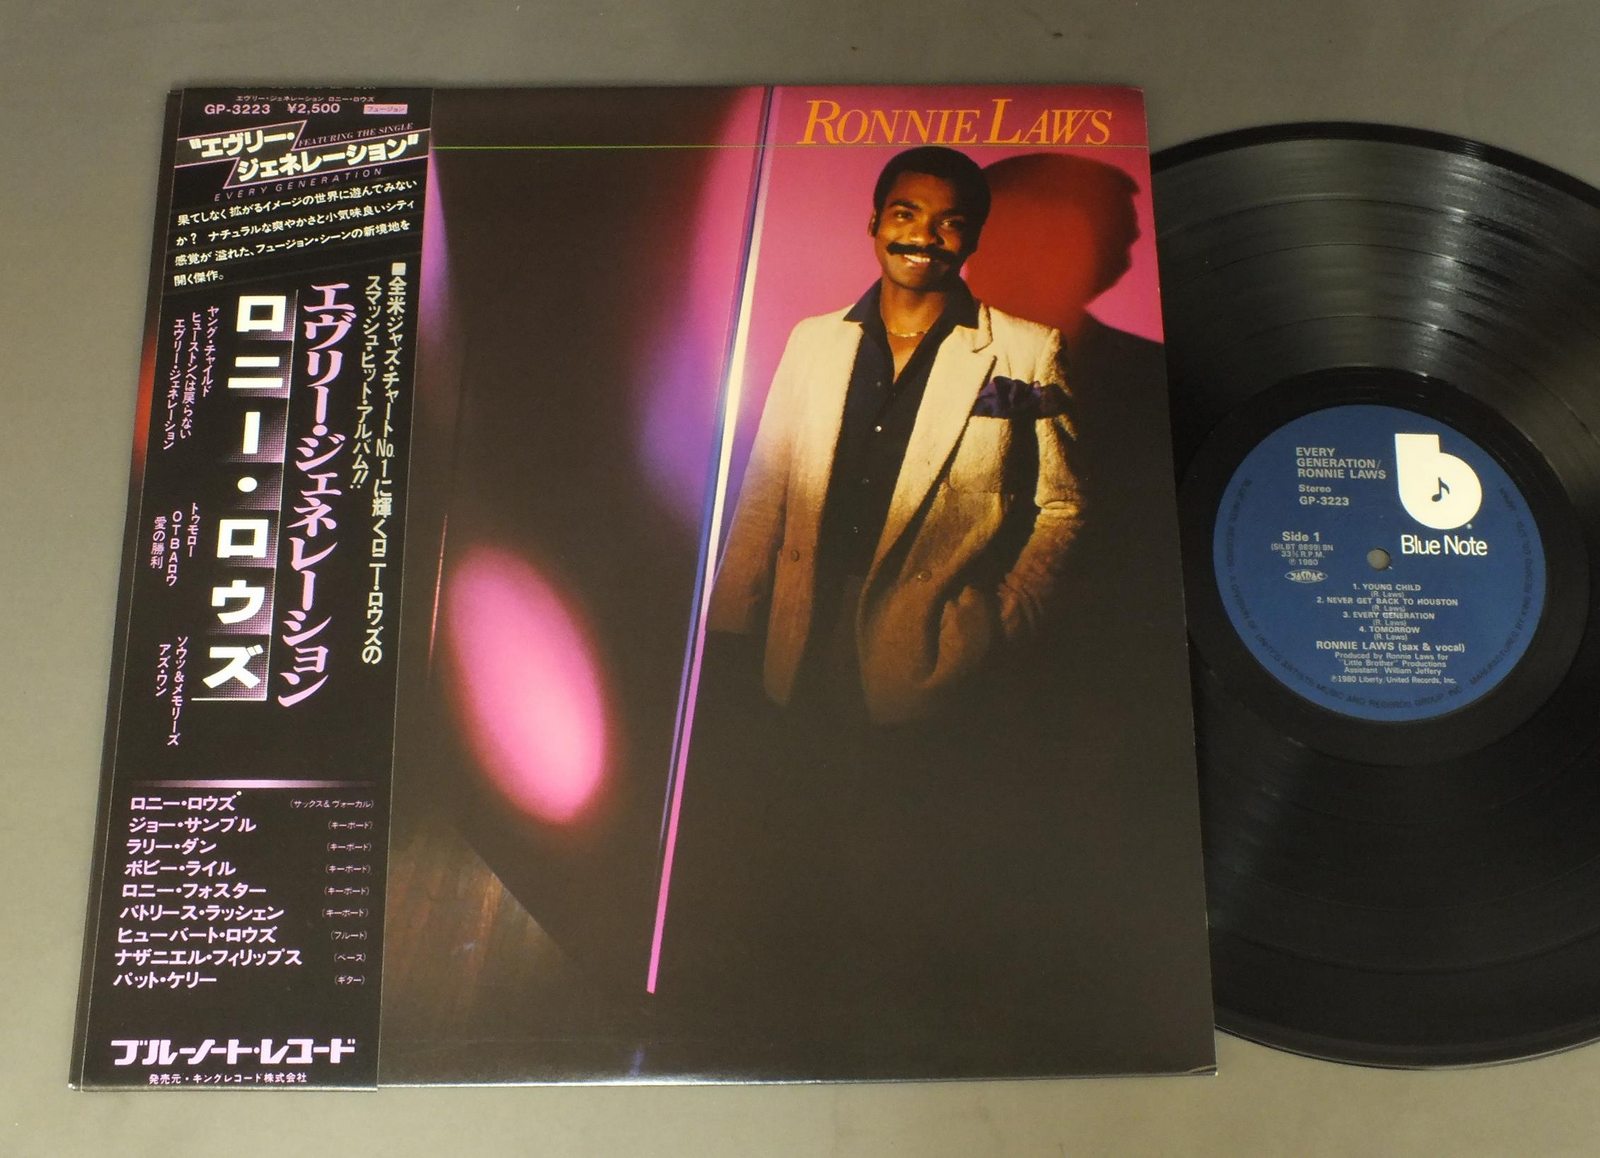 エヴリー・ジェネレーション ロニー・ロウズ
GP-3223 ¥2,500 フュージョン
FEATURING THE SINGLE
"エヴリー・
ジェネレーション"
EVERY GENERATION
果てしなく拡がるイメージの世界に遊んでみない
か? ナチュラルな爽やかさと小気味良いシティ
感覚が溢れた、フュージョン・シーンの新境地を
開く傑作。
■全米ジャズ・チャートNo.1に輝くロニー・ロウズの
スマッシュ・ヒット・アルバム!!
エヴリー・ジェネレーション
ロニー・ロウズ
ヤング・チャイルド
ヒューストンへは戻らない
エヴリー・ジェネレーション
トゥモロー
OTBAロウ
愛の勝利
ソウツ&メモリーズ
アズ・ワン
ロニー・ロウズ (サックス&ヴォーカル)
ジョー・サンプル (キーボード)
ラリー・ダン (キーボード)
ボビー・ライル (キーボード)
ロニー・フォスター (キーボード)
パトリース・ラッシェン (キーボード)
ヒューバート・ロウズ (フルート)
ナザニエル・フィリップス (ベース)
パット・ケリー (ギター)
ブルーノート・レコード
発売元・キングレコード株式会社
RONNIE LAWS
EVERY
GENERATION/
RONNIE LAWS
Stereo
GP-3223
Blue Note
Side 1
33⅓ R.P.M.
℗ 1980
1. YOUNG CHILD
(R. Laws)
2. NEVER GET BACK TO HOUSTON
(R. Laws)
3. EVERY GENERATION
(R. Laws)
4. TOMORROW
(R. Laws)
RONNIE LAWS (sax & vocal)
Produced by Ronnie Laws for
"Little Brother" Productions
Assistant William Jeffery
℗1980 Liberty/United Records, Inc.